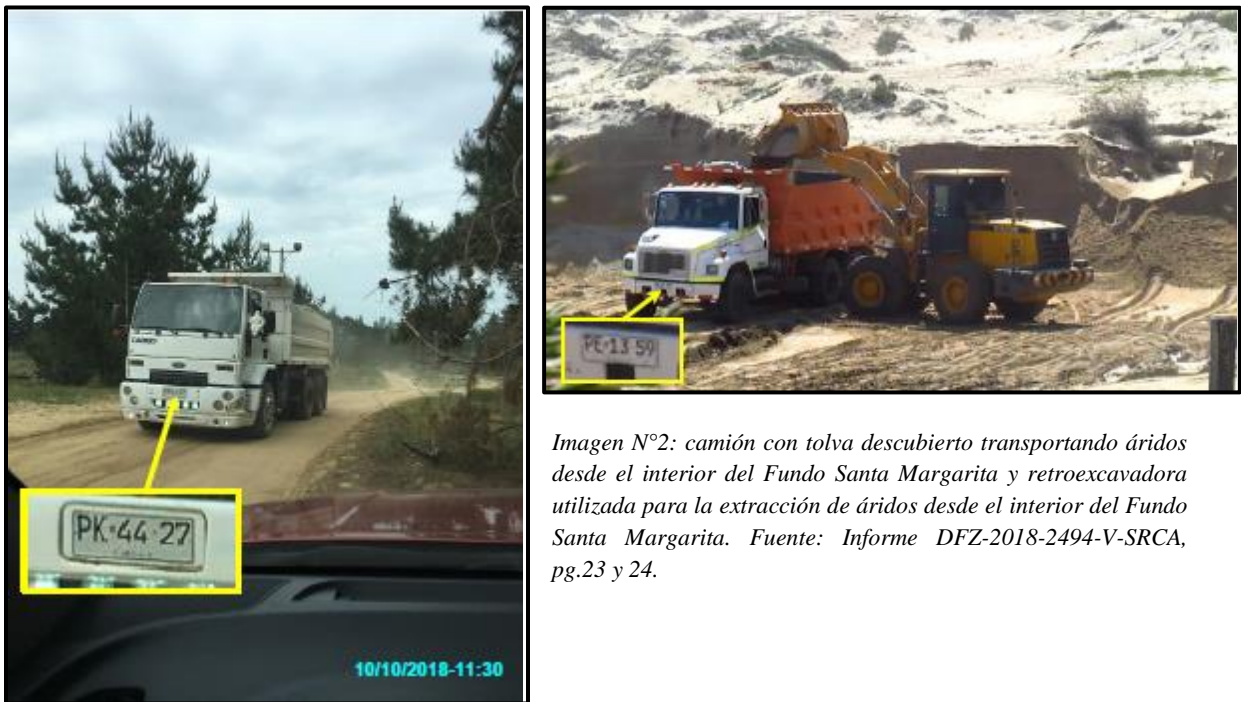 CARGO
PK·44·27
10/10/2018-11:30
PE·13 59
Imagen N°2: camión con tolva descubierto transportando áridos
desde el interior del Fundo Santa Margarita y retroexcavadora
utilizada para la extracción de áridos desde el interior del Fundo
Santa Margarita. Fuente: Informe DFZ-2018-2494-V-SRCA,
pg.23 y 24.